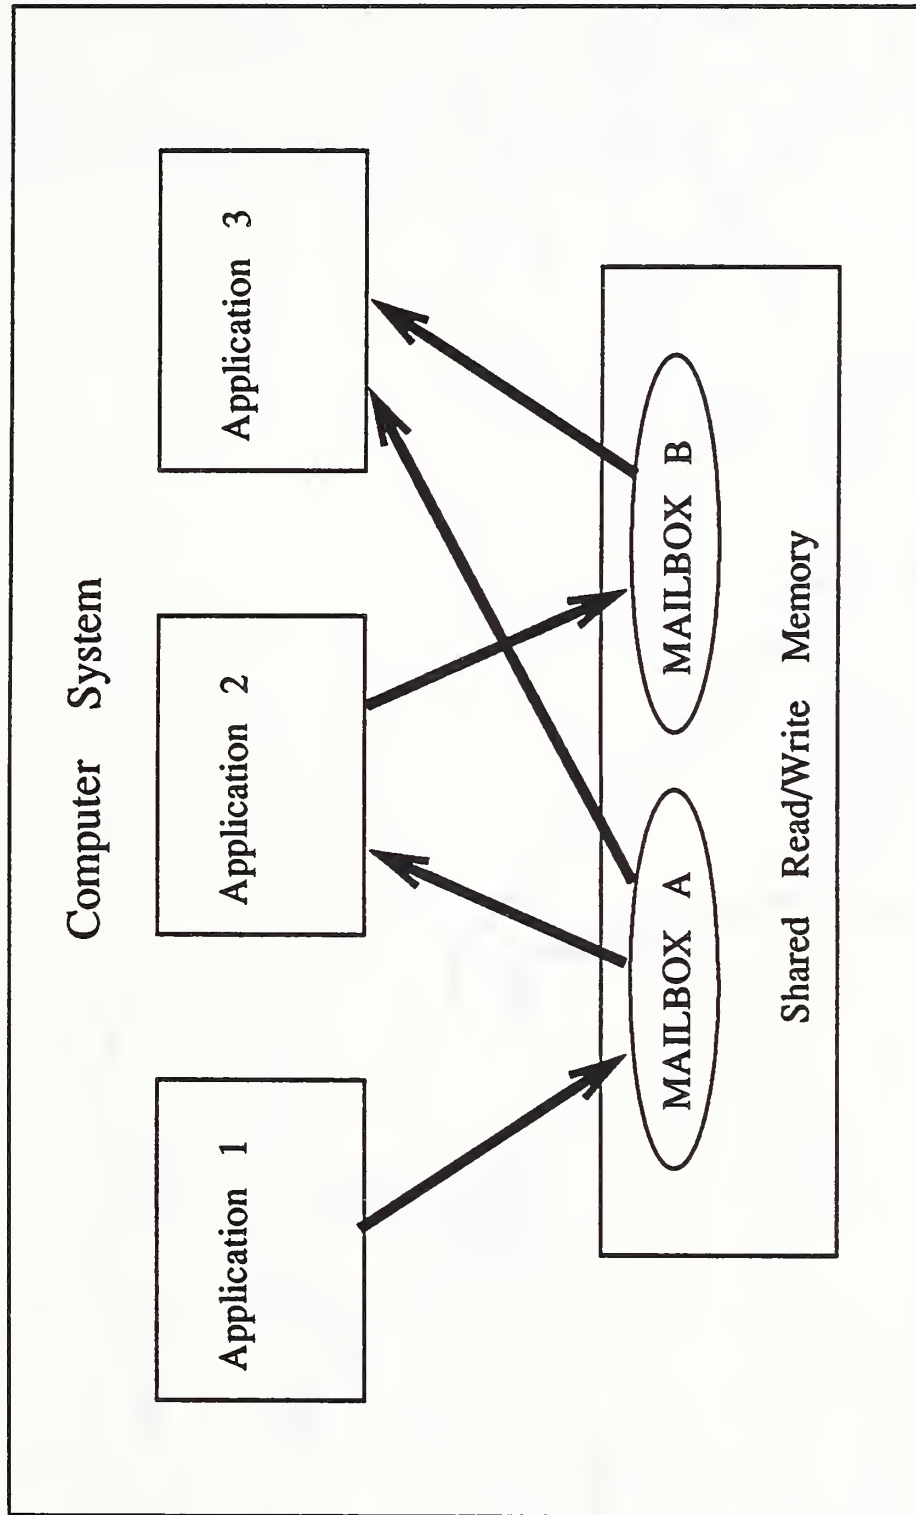 Computer System
Application 1
Application 2
Application 3
MAILBOX A
MAILBOX B
Shared Read/Write Memory